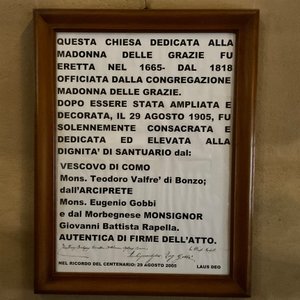 QUESTA CHIESA DEDICATA ALLA
MADONNA DELLE GRAZIE FU
ERETTA NEL 1665- DAL 1818
OFFICIATA DALLA CONGREGAZIONE
MADONNA DELLE GRAZIE.
DOPO ESSERE STATA AMPLIATA E
DECORATA, IL 29 AGOSTO 1905, FU
SOLENNEMENTE CONSACRATA E
DEDICATA ED ELEVATA ALLA
DIGNITA' DI SANTUARIO dal:
VESCOVO DI COMO
Mons. Teodoro Valfre' di Bonzo;
dall'ARCIPRETE
Mons. Eugenio Gobbi
e dal Morbegnese MONSIGNOR
Giovanni Battista Rapella.
AUTENTICA DI FIRME DELL'ATTO.
NEL RICORDO DEL CENTENARIO: 29 AGOSTO 2005 LAUS DEO